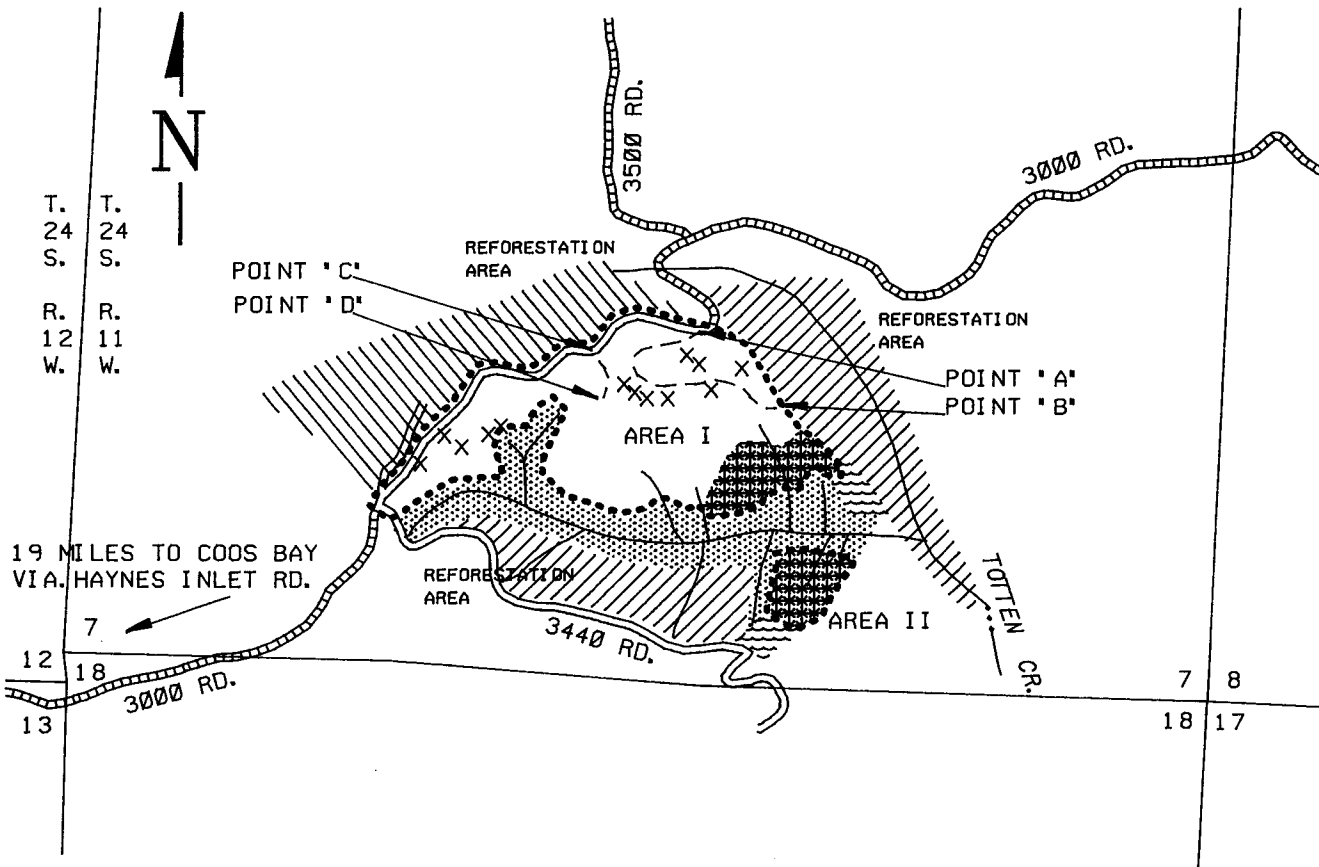 N
3500 RD.
3000 RD.
T. T.
24 24
S. S.
R. R.
12 11
W. W.
REFORESTATION
AREA
POINT "C"
POINT "D"
REFORESTATION
AREA
POINT "A"
POINT "B"
AREA I
19 MILES TO COOS BAY
VIA. HAYNES INLET RD.
REFORESTATION
AREA
TOTTEN CR.
AREA II
3440 RD.
7
12
18
13
3000 RD.
7 8
18 17